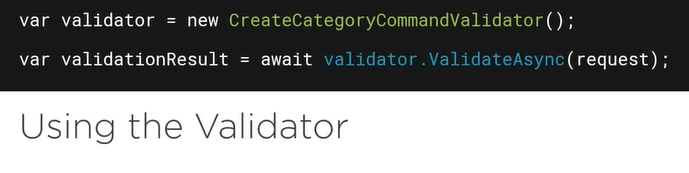 var validator = new CreateCategoryCommandValidator();
var validationResult = await validator.ValidateAsync(request);
Using the Validator